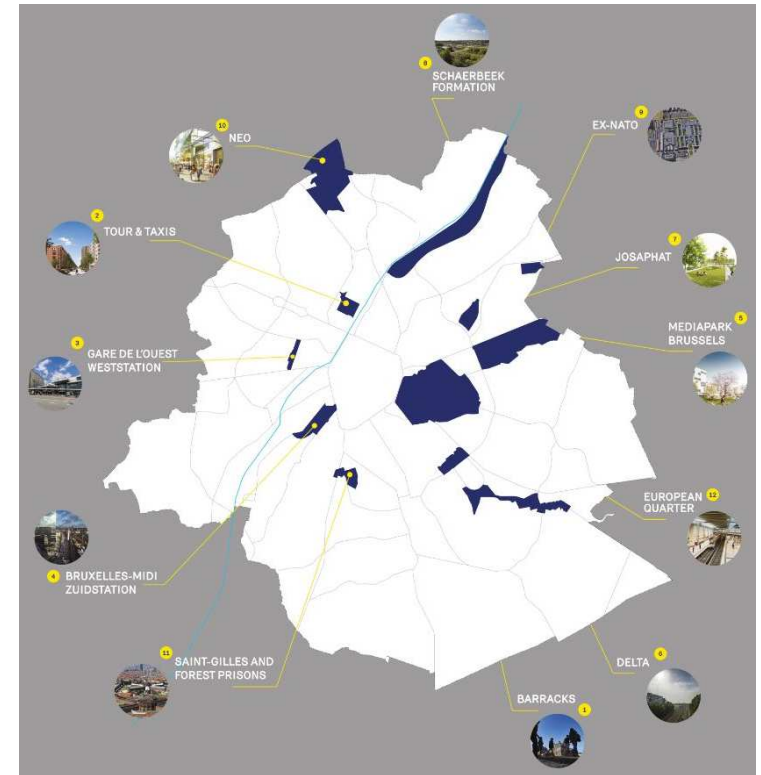 8
SCHAERBEEK
FORMATION
10
NEO
9
EX-NATO
2
TOUR & TAXIS
7
JOSAPHAT
3
GARE DE L'OUEST
WESTSTATION
5
MEDIAPARK
BRUSSELS
12
EUROPEAN
QUARTER
4
BRUXELLES-MIDI
ZUIDSTATION
11
SAINT-GILLES AND
FOREST PRISONS
6
DELTA
1
BARRACKS